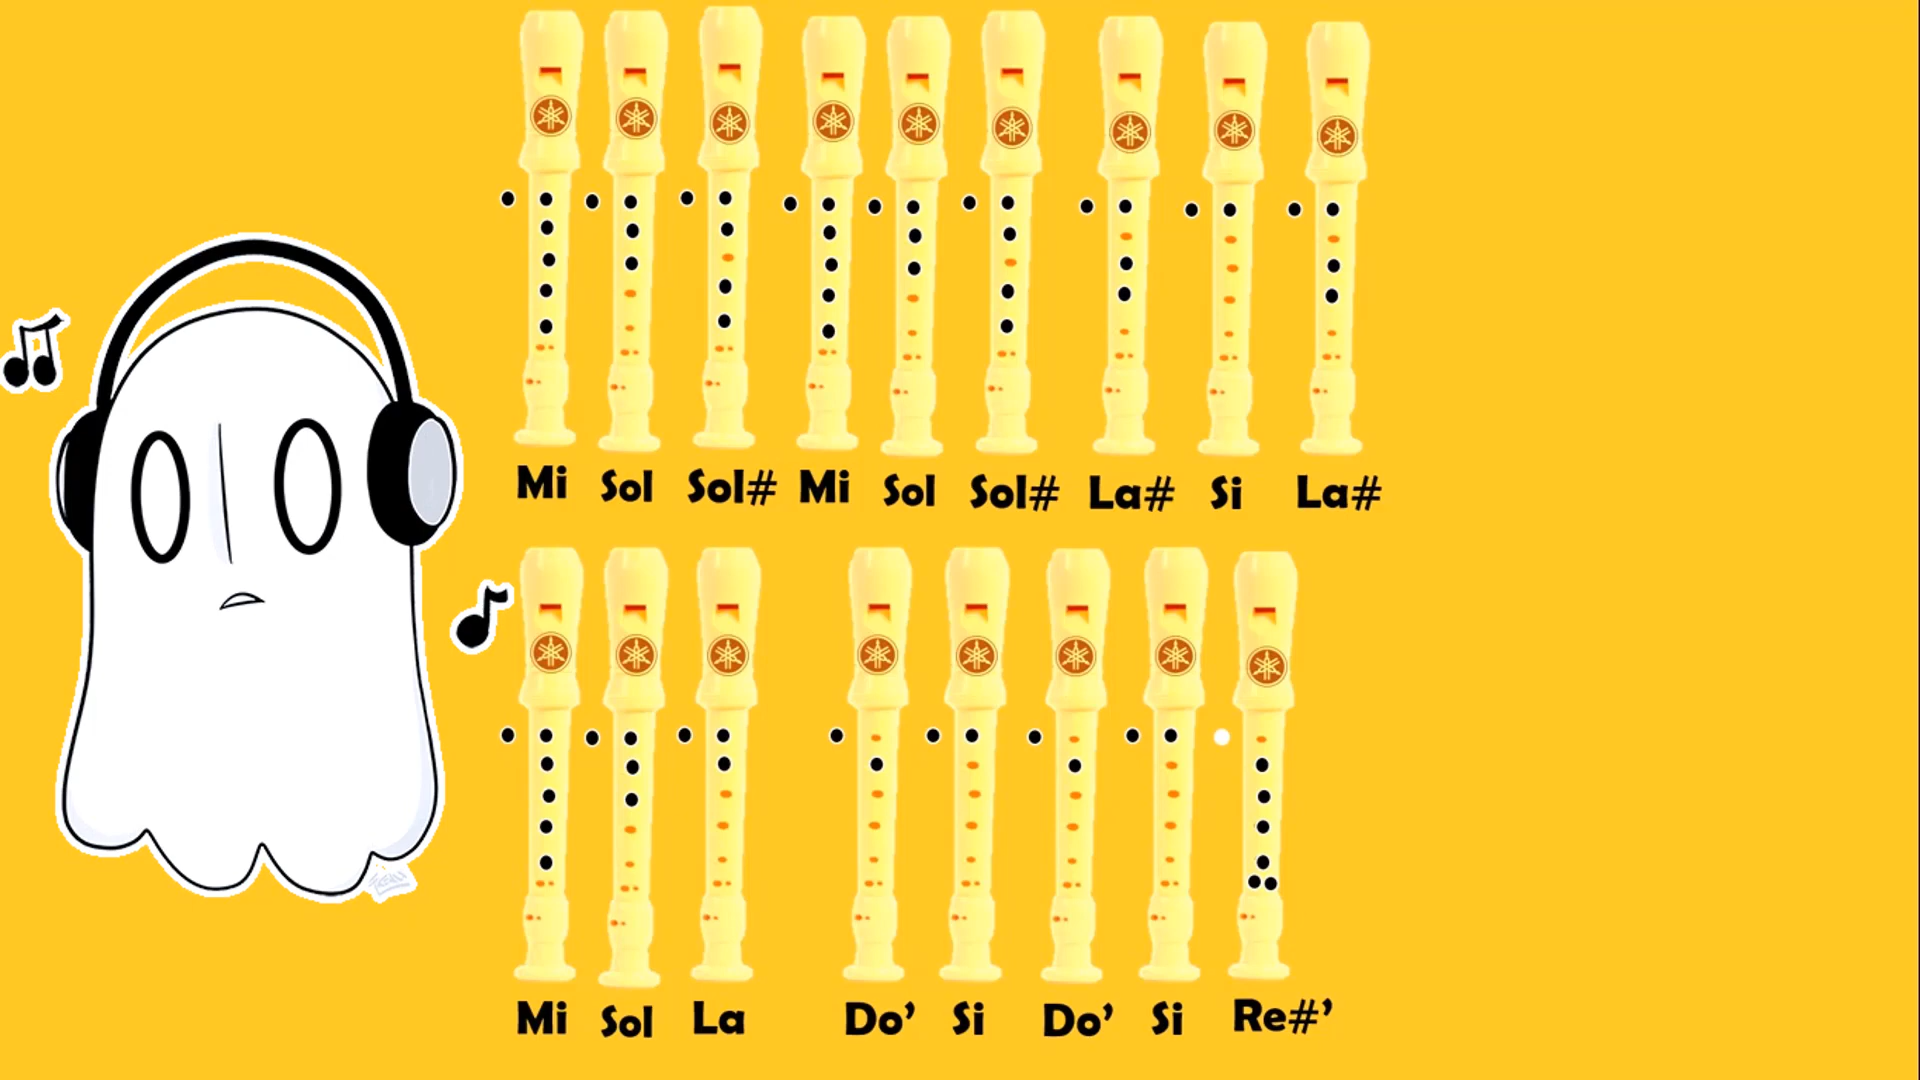 Mi Sol Sol# Mi Sol Sol# La# Si La#
Mi Sol La Do’ Si Do’ Si Re#’